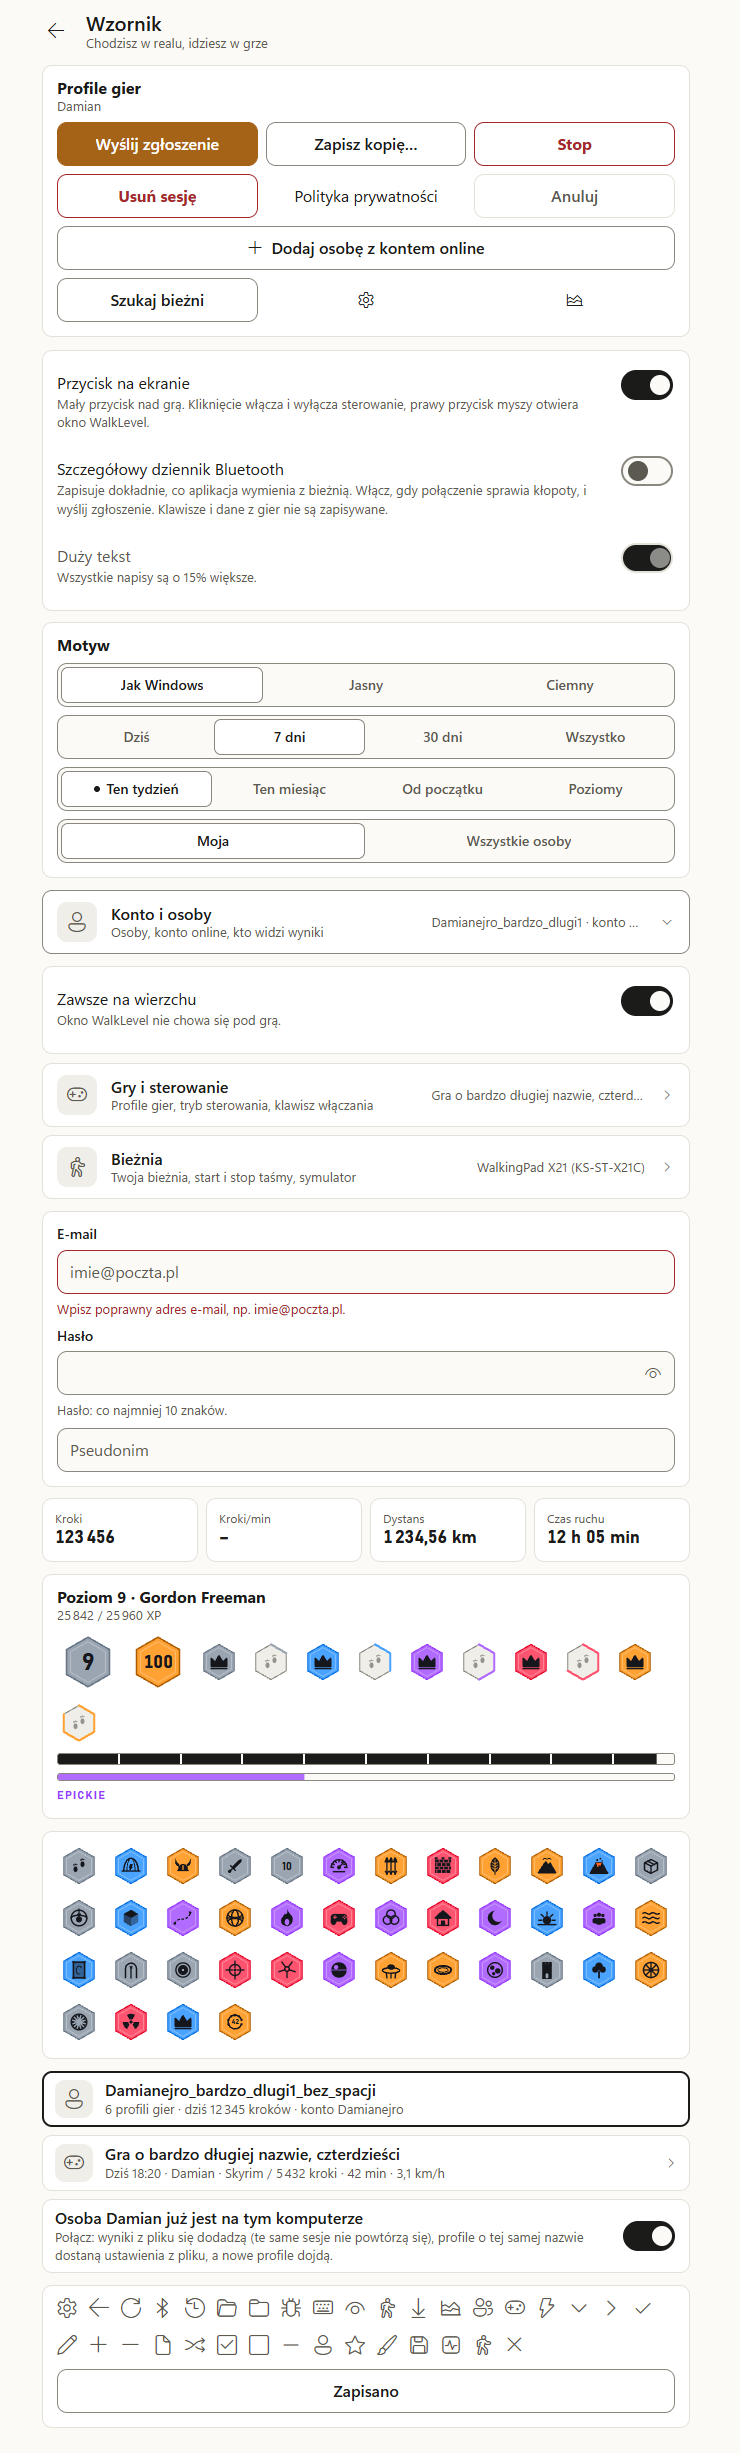 Wzornik
Chodzisz w realu, idziesz w grze
Profile gier
Damian
Wyślij zgłoszenie
Zapisz kopię...
Stop
Usuń sesję
Polityka prywatności
Anuluj
Dodaj osobę z kontem online
Szukaj bieżni
Przycisk na ekranie
Mały przycisk nad grą. Kliknięcie włącza i wyłącza sterowanie, prawy przycisk myszy otwiera
okno WalkLevel.
Szczegółowy dziennik Bluetooth
Zapisuje dokładnie, co aplikacja wymienia z bieżnią. Włącz, gdy połączenie sprawia kłopoty, i
wyślij zgłoszenie. Klawisze i dane z gier nie są zapisywane.
Duży tekst
Wszystkie napisy są o 15% większe.
Motyw
Jak Windows
Jasny
Ciemny
Dziś
7 dni
30 dni
Wszystko
• Ten tydzień
Ten miesiąc
Od początku
Poziomy
Moja
Wszystkie osoby
Konto i osoby
Osoby, konto online, kto widzi wyniki
Damianejro_bardzo_dlugi1 · konto ...
Zawsze na wierzchu
Okno WalkLevel nie chowa się pod grą.
Gry i sterowanie
Profile gier, tryb sterowania, klawisz włączania
Gra o bardzo długiej nazwie, czterd...
Bieżnia
Twoja bieżnia, start i stop taśmy, symulator
WalkingPad X21 (KS-ST-X21C)
E-mail
imie@poczta.pl
Wpisz poprawny adres e-mail, np. imie@poczta.pl.
Hasło
Hasło: co najmniej 10 znaków.
Pseudonim
Kroki
123 456
Kroki/min
–
Dystans
1 234,56 km
Czas ruchu
12 h 05 min
Poziom 9 · Gordon Freeman
25 842 / 25 960 XP
9
100
EPICKIE
10
42
Damianejro_bardzo_dlugi1_bez_spacji
6 profili gier · dziś 12 345 kroków · konto Damianejro
Gra o bardzo długiej nazwie, czterdzieści
Dziś 18:20 · Damian · Skyrim / 5 432 kroki · 42 min · 3,1 km/h
Osoba Damian już jest na tym komputerze
Połącz: wyniki z pliku się dodadzą (te same sesje nie powtórzą się), profile o tej samej nazwie
dostaną ustawienia z pliku, a nowe profile dojdą.
Zapisano